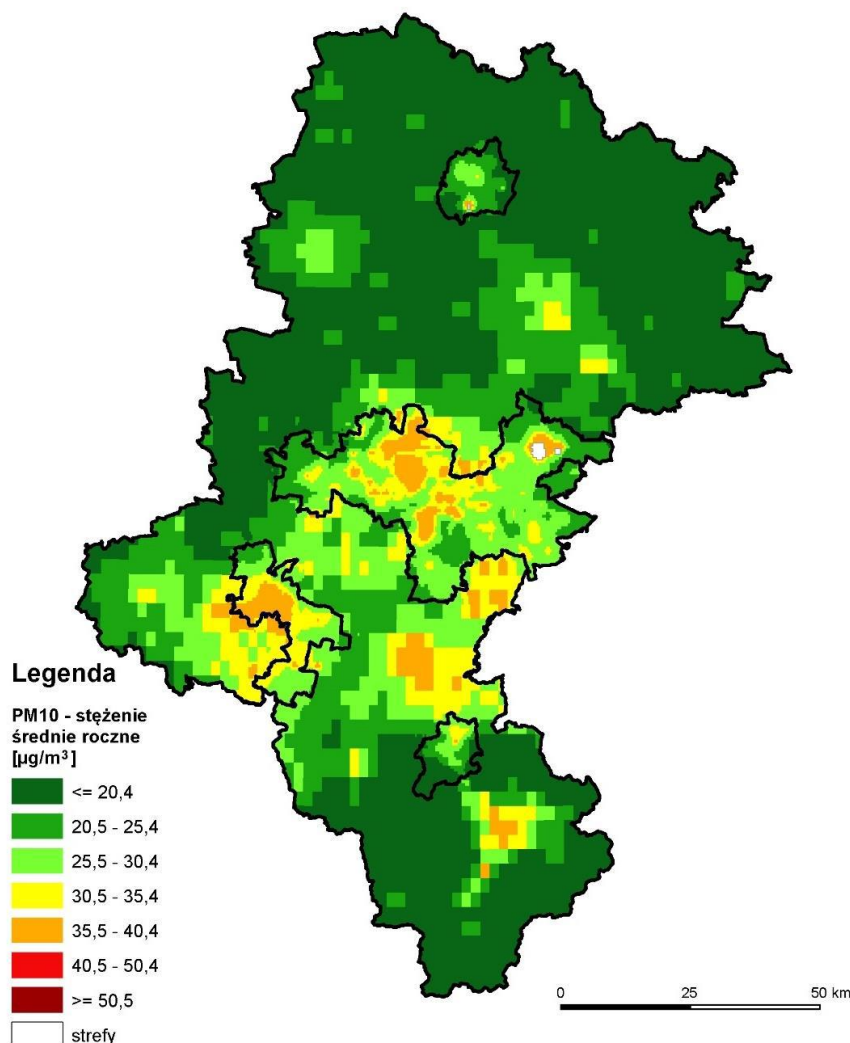 Legenda
PM10 - stężenie
średnie roczne
[µg/m³]
<= 20,4
20,5 - 25,4
25,5 - 30,4
30,5 - 35,4
35,5 - 40,4
40,5 - 50,4
>= 50,5
strefy
0 25 50 km